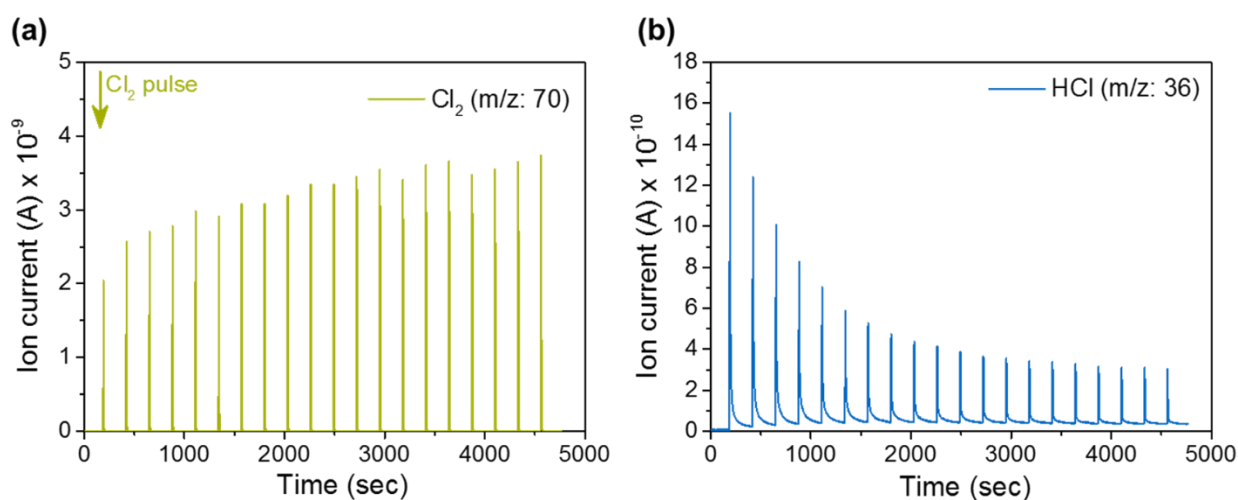 (a)
Cl₂ pulse
Cl₂ (m/z: 70)
5
4
3
2
1
0
Ion current (A) x 10⁻⁹
0 1000 2000 3000 4000 5000
Time (sec)
(b)
HCl (m/z: 36)
18
16
14
12
10
8
6
4
2
0
Ion current (A) x 10⁻¹⁰
0 1000 2000 3000 4000 5000
Time (sec)